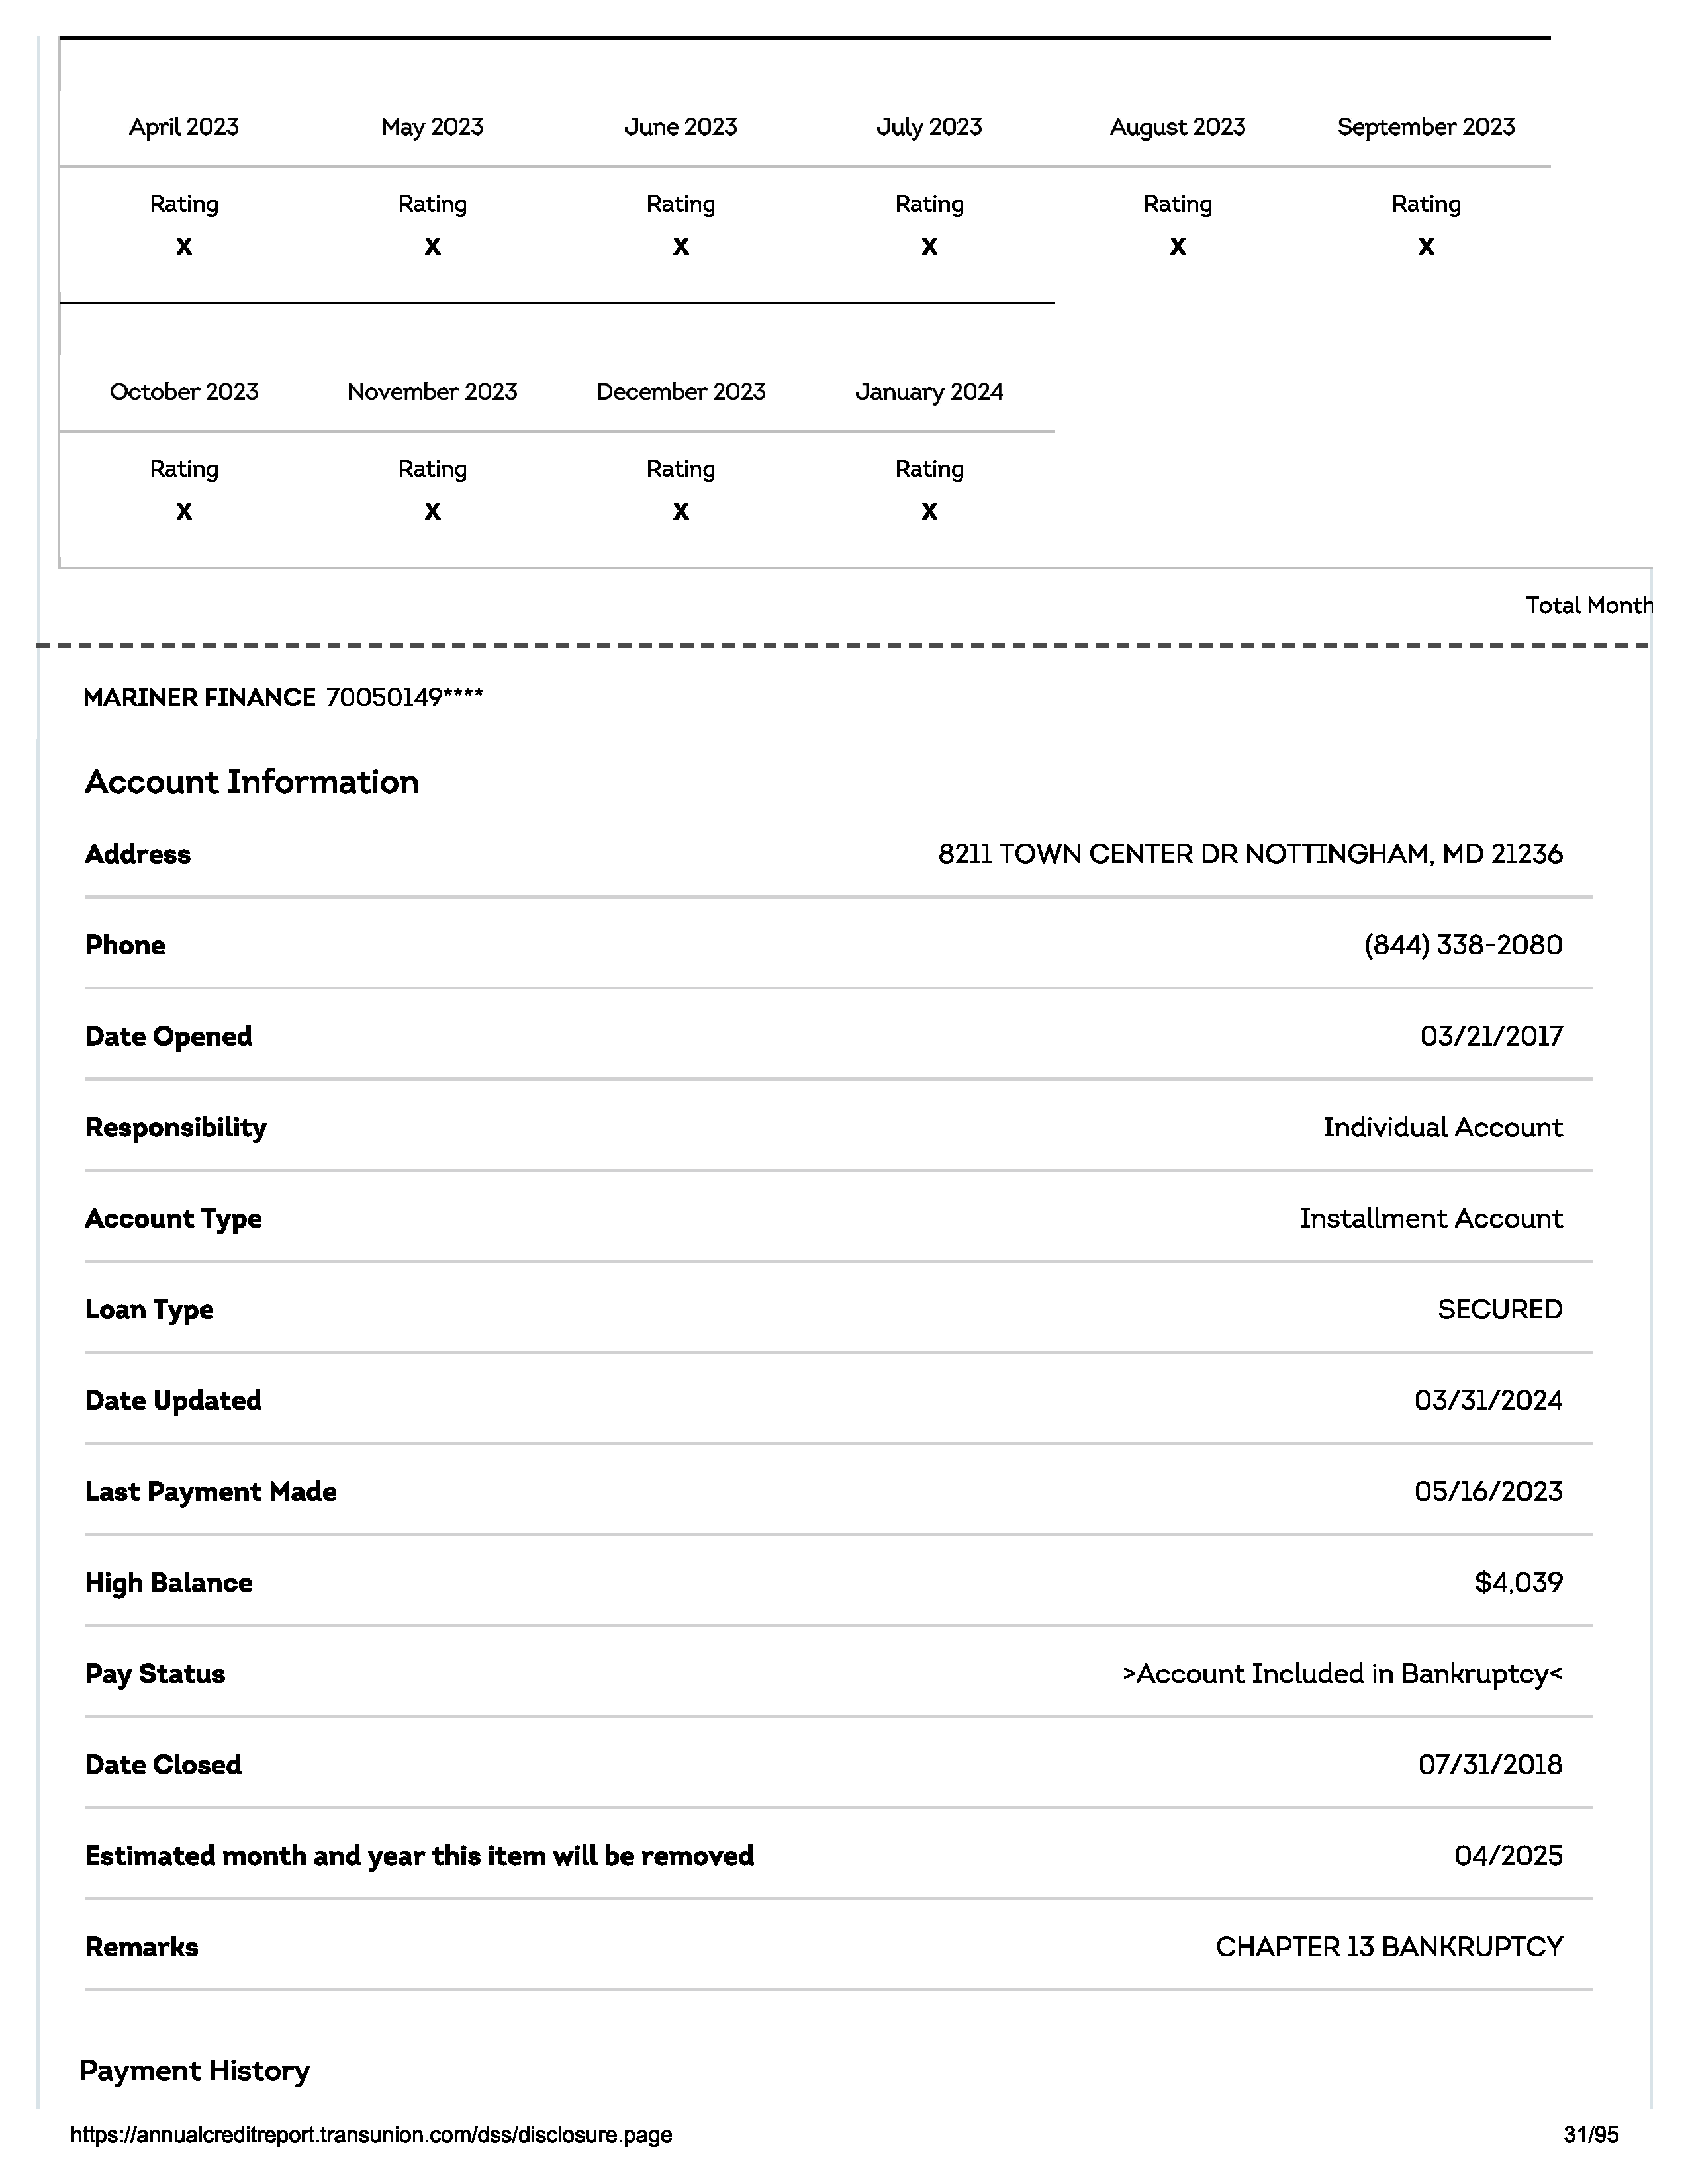 April 2023 May 2023 June 2023 July 2023 August 2023 September 2023
Rating Rating Rating Rating Rating Rating
X X X X X X
October 2023 November 2023 December 2023 January 2024
Rating Rating Rating Rating
X X X X
Total Month
MARINER FINANCE 70050149****
Account Information
Address 8211 TOWN CENTER DR NOTTINGHAM, MD 21236
Phone (844) 338-2080
Date Opened 03/21/2017
Responsibility Individual Account
Account Type Installment Account
Loan Type SECURED
Date Updated 03/31/2024
Last Payment Made 05/16/2023
High Balance $4,039
Pay Status >Account Included in Bankruptcy<
Date Closed 07/31/2018
Estimated month and year this item will be removed 04/2025
Remarks CHAPTER 13 BANKRUPTCY
Payment History
https://annualcreditreport.transunion.com/dss/disclosure.page 31/95